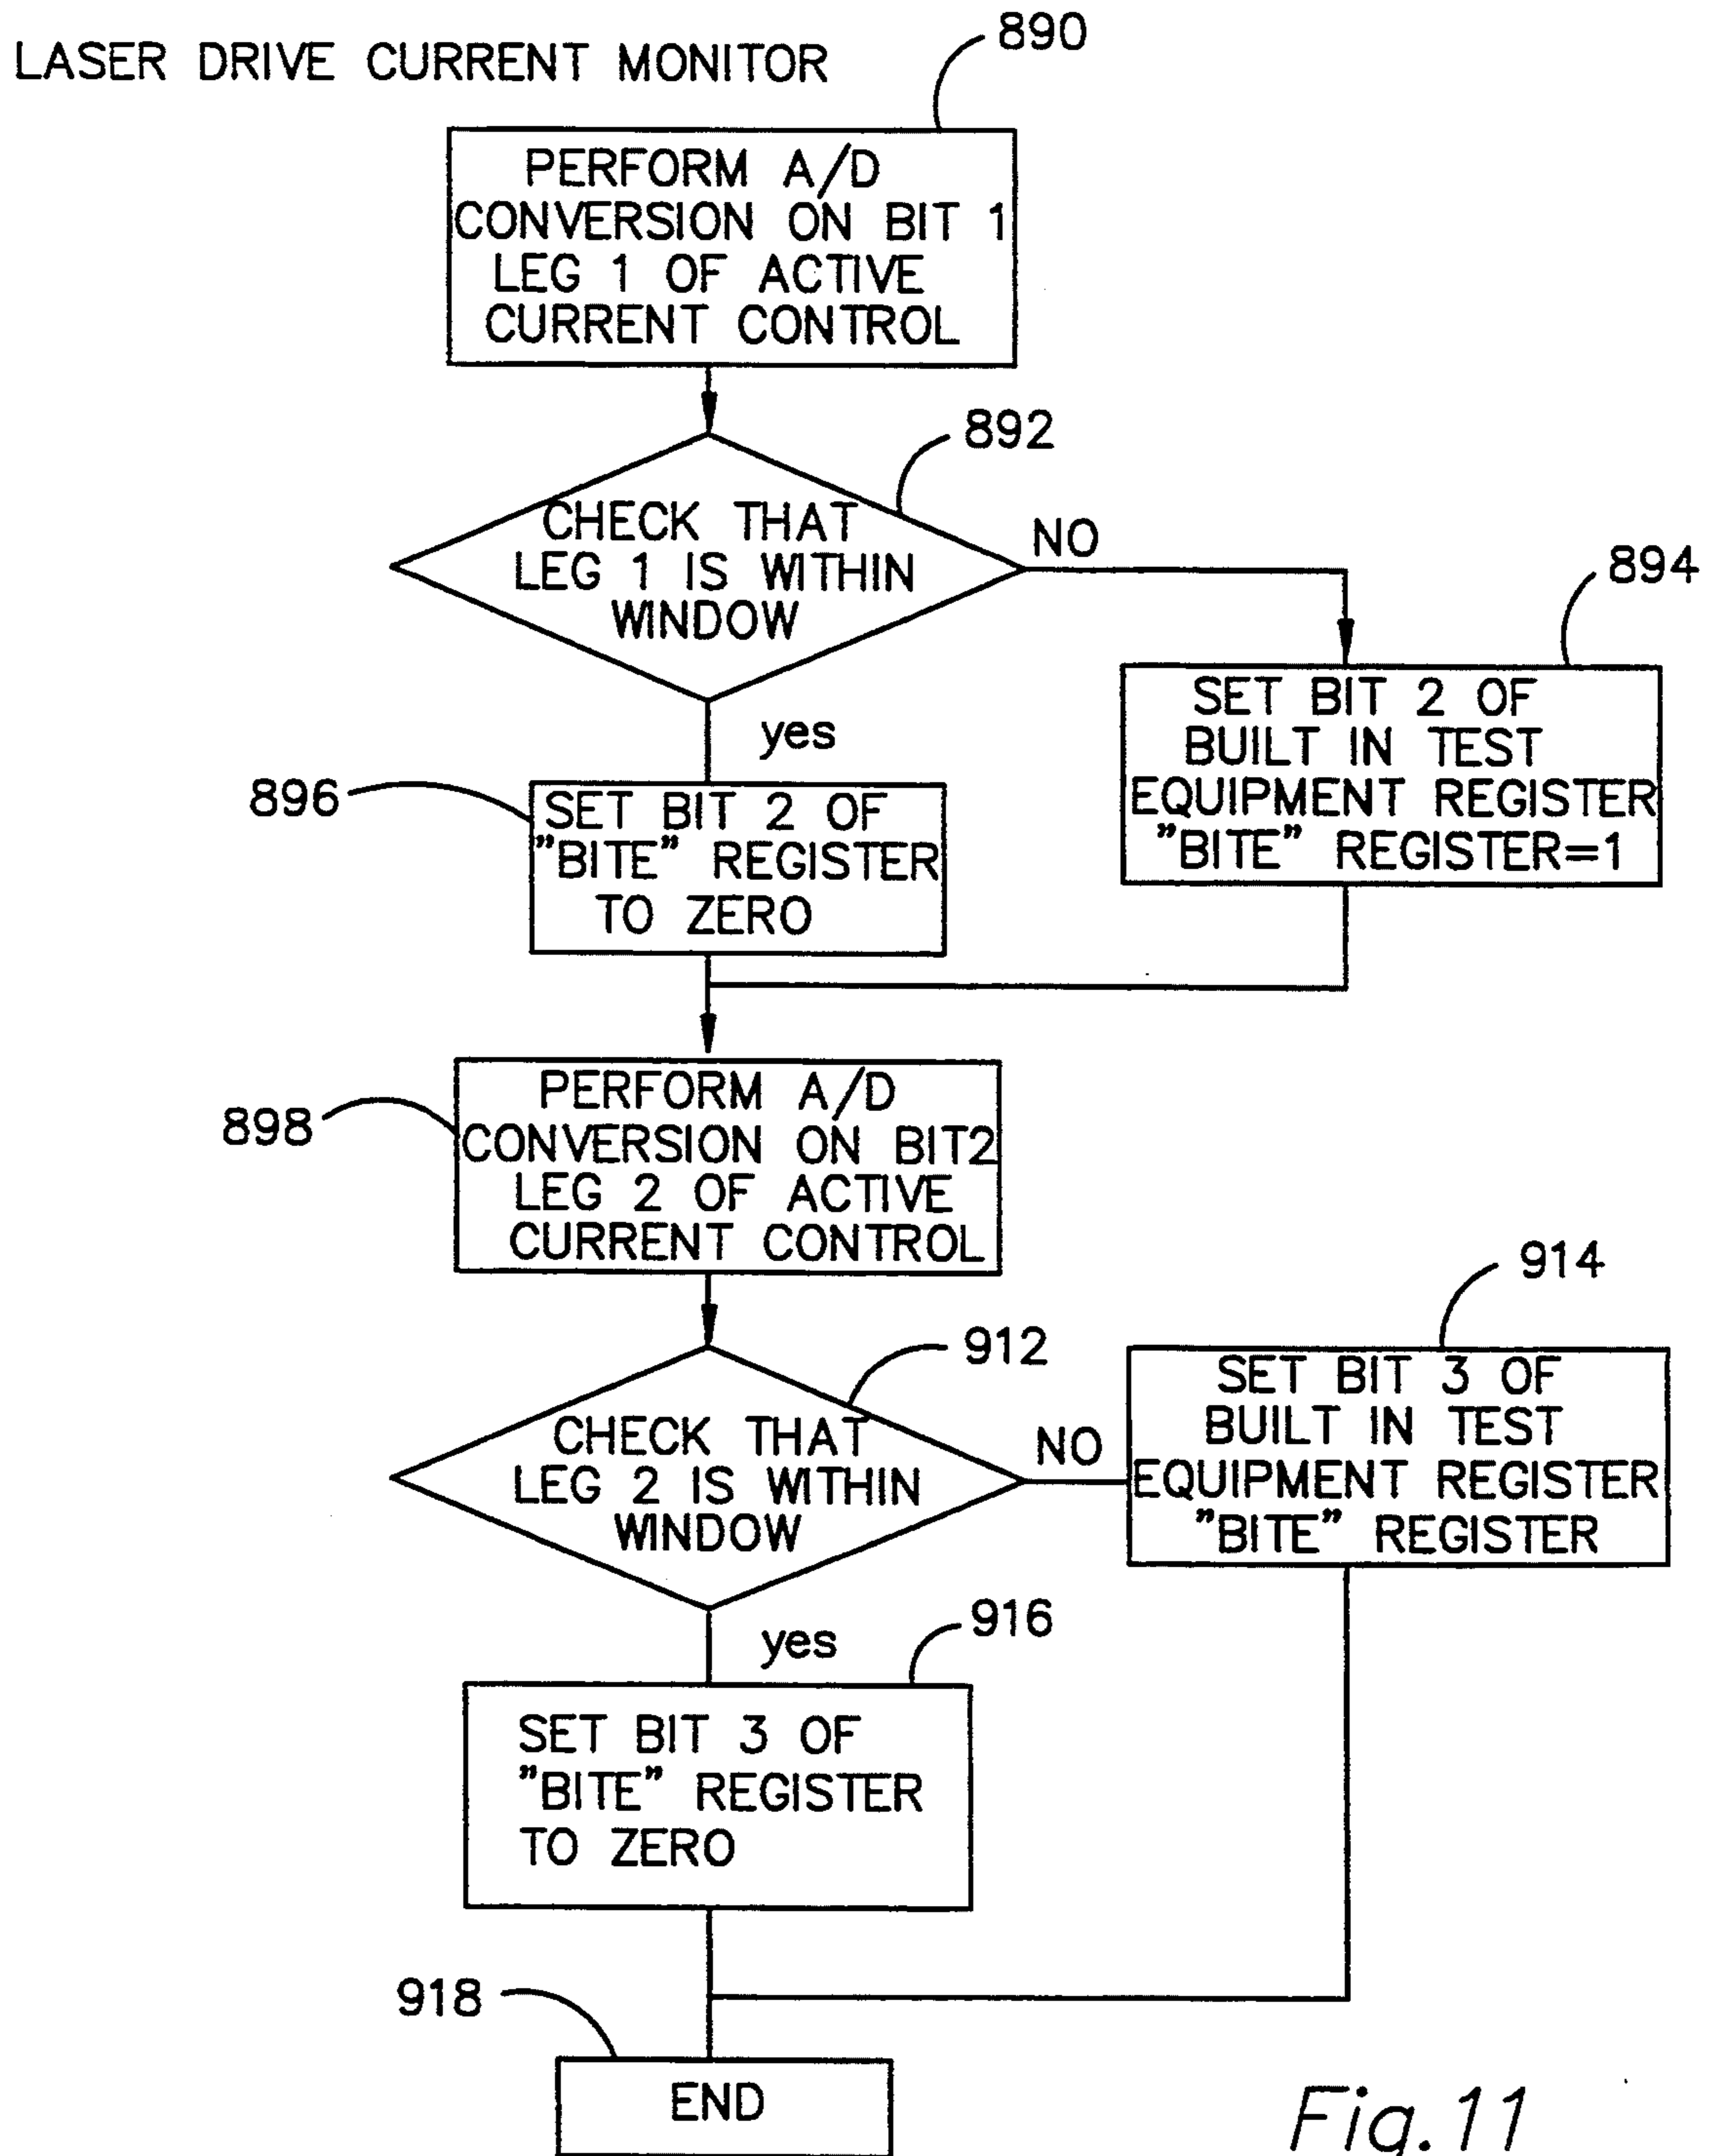 LASER DRIVE CURRENT MONITOR
890
PERFORM A/D
CONVERSION ON BIT 1
LEG 1 OF ACTIVE
CURRENT CONTROL
892
CHECK THAT
LEG 1 IS WITHIN
WINDOW
NO
894
SET BIT 2 OF
BUILT IN TEST
EQUIPMENT REGISTER
"BITE" REGISTER=1
yes
896
SET BIT 2 OF
"BITE" REGISTER
TO ZERO
898
PERFORM A/D
CONVERSION ON BIT2
LEG 2 OF ACTIVE
CURRENT CONTROL
912
CHECK THAT
LEG 2 IS WITHIN
WINDOW
NO
914
SET BIT 3 OF
BUILT IN TEST
EQUIPMENT REGISTER
"BITE" REGISTER
yes
916
SET BIT 3 OF
"BITE" REGISTER
TO ZERO
918
END
Fig.11